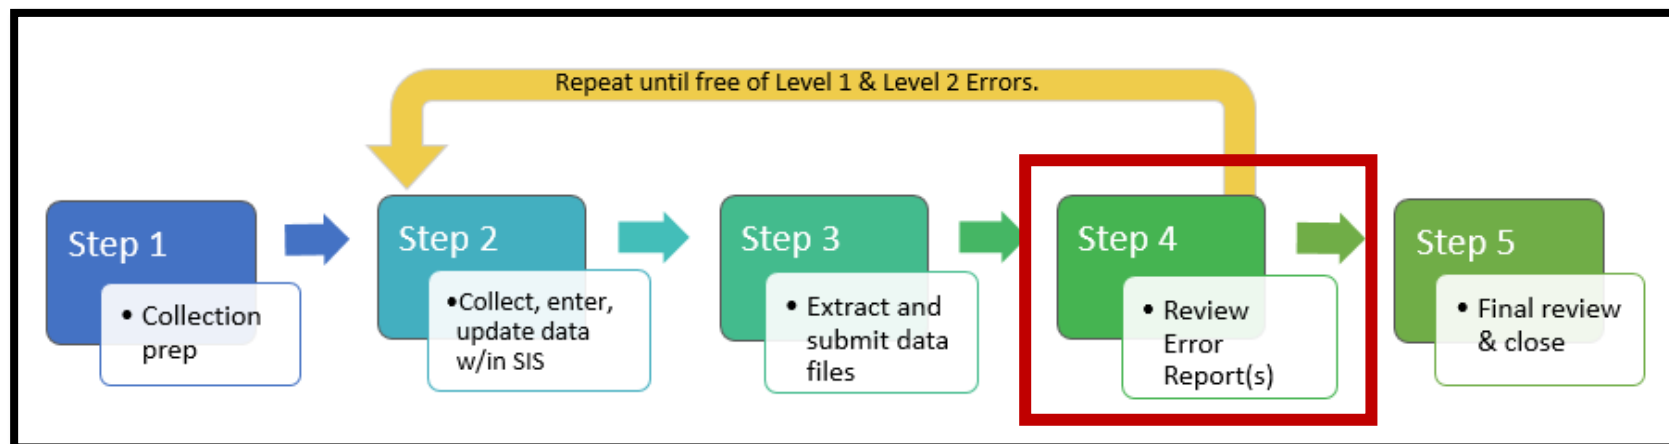 Repeat until free of Level 1 & Level 2 Errors.
Step 1
• Collection
prep
Step 2
•Collect, enter,
update data
w/in SIS
Step 3
• Extract and
submit data
files
Step 4
• Review
Error
Report(s)
Step 5
• Final review
& close